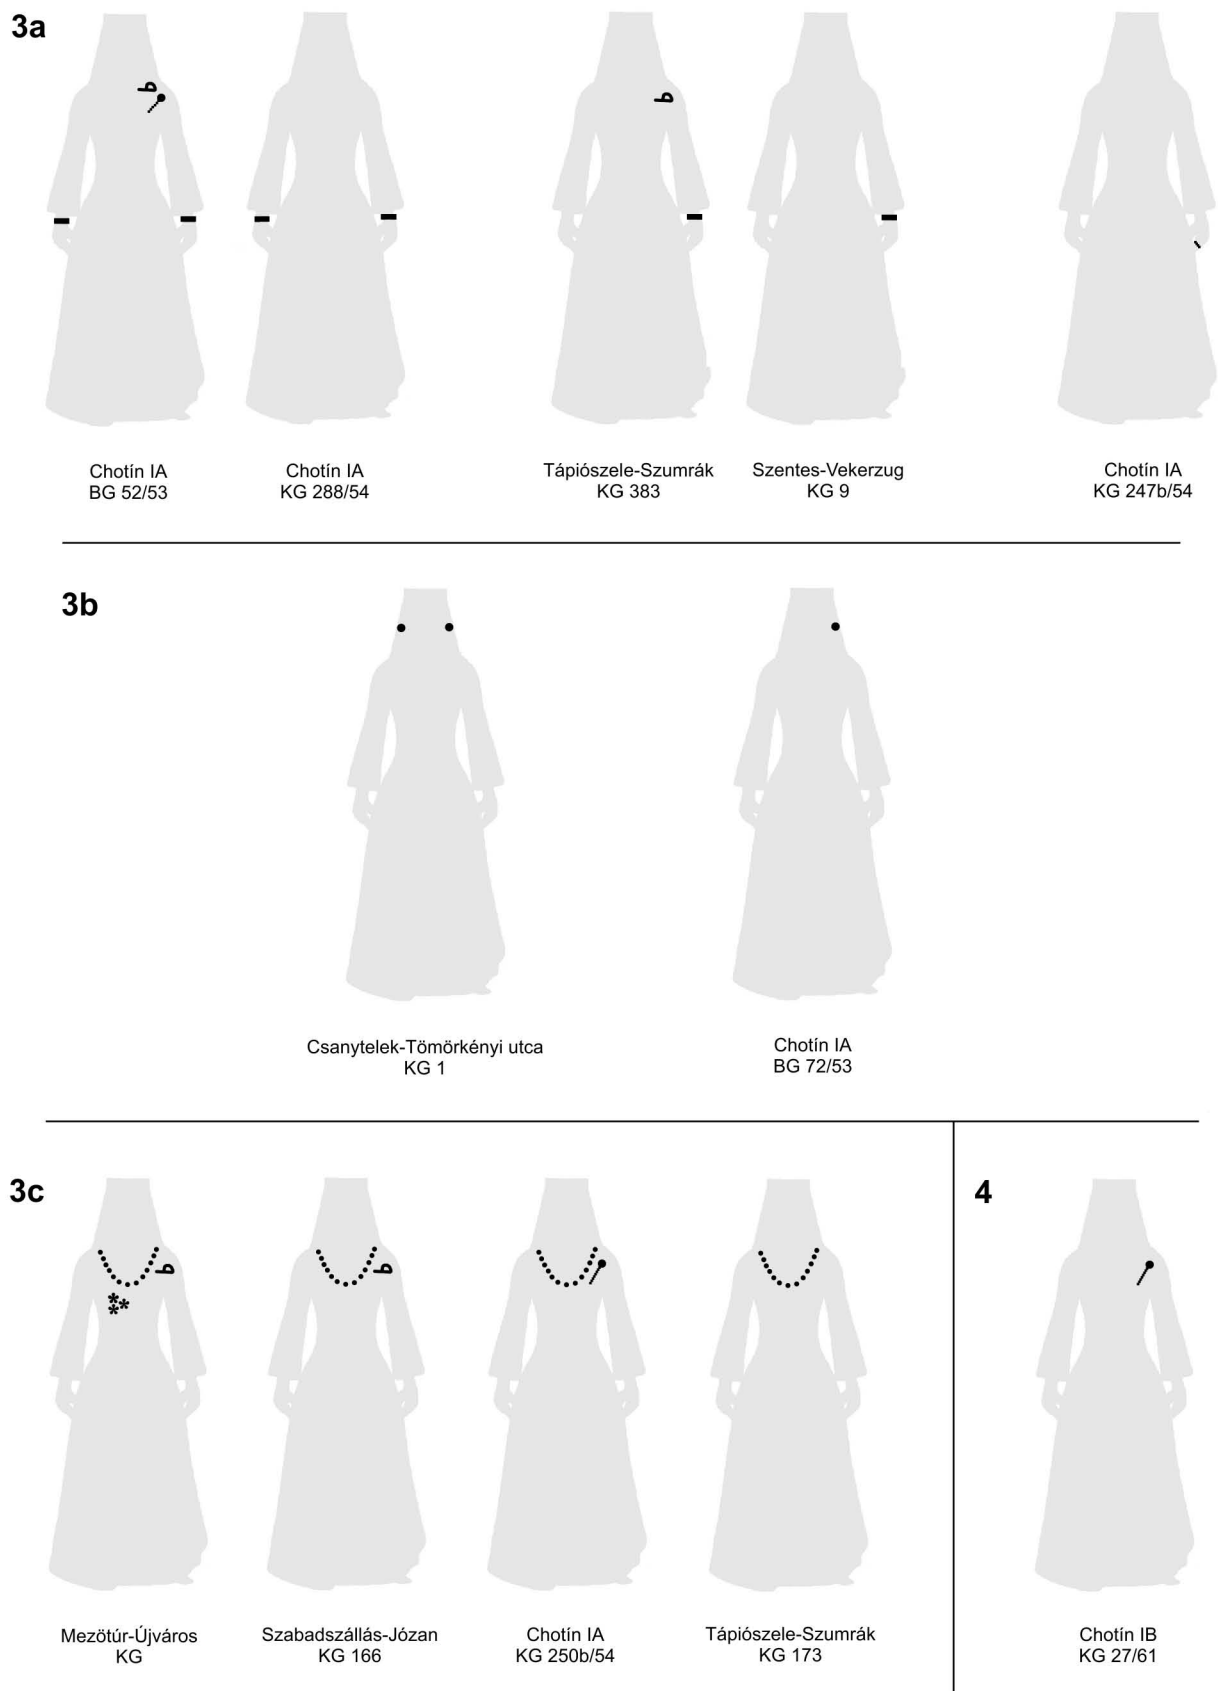 3a
Chotín IA
BG 52/53
Chotín IA
KG 288/54
Tápiószele-Szumrák
KG 383
Szentes-Vekerzug
KG 9
Chotín IA
KG 247b/54
3b
Csanytelek-Tömörkényi utca
KG 1
Chotín IA
BG 72/53
3c
Mezötúr-Újváros
KG
Szabadszállás-Józan
KG 166
Chotín IA
KG 250b/54
Tápiószele-Szumrák
KG 173
4
Chotín IB
KG 27/61